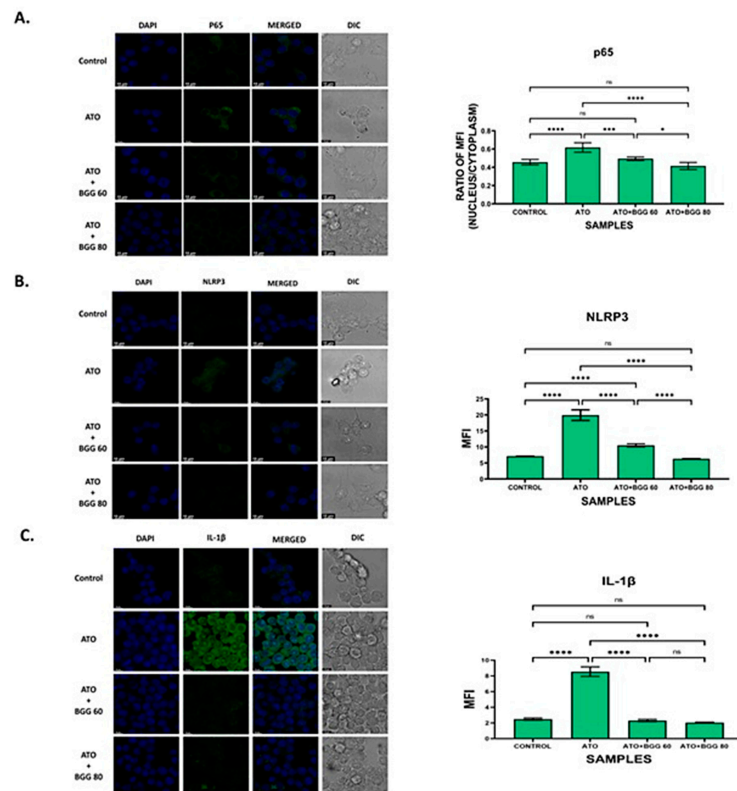 A.
DAPI P65 MERGED DIC
Control
ATO
ATO
+
BGG 60
ATO
+
BGG 80
p65
ns
****
ns
**** *** *
RATIO OF MFI
(NUCLEUS/CYTOPLASM)
0.8
0.6
0.4
0.2
0.0
CONTROL ATO ATO+BGG 60 ATO+BGG 80
SAMPLES
B.
DAPI NLRP3 MERGED DIC
Control
ATO
ATO
+
BGG 60
ATO
+
BGG 80
NLRP3
ns
****
****
**** **** ****
MFI
25
20
15
10
5
0
CONTROL ATO ATO+BGG 60 ATO+BGG 80
SAMPLES
C.
DAPI IL-1β MERGED DIC
Control
ATO
ATO
+
BGG 60
ATO
+
BGG 80
IL-1β
ns
ns
****
**** **** ns
MFI
10
8
6
4
2
0
CONTROL ATO ATO+BGG 60 ATO+BGG 80
SAMPLES